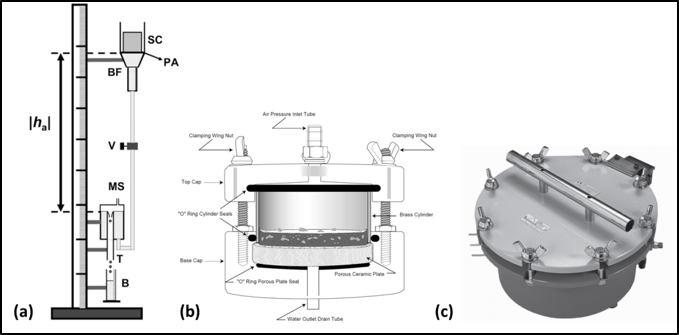 SC
PA
BF
|ha|
V
MS
T
B
(a)
Air Pressure Inlet Tube
Clamping Wing Nut
Clamping Wing Nut
Top Cap
"O" Ring Cylinder Seals
Brass Cylinder
Base Cap
"O" Ring Porous Plate Seal
Porous Ceramic Plate
Water Outlet Drain Tube
(b)
(c)